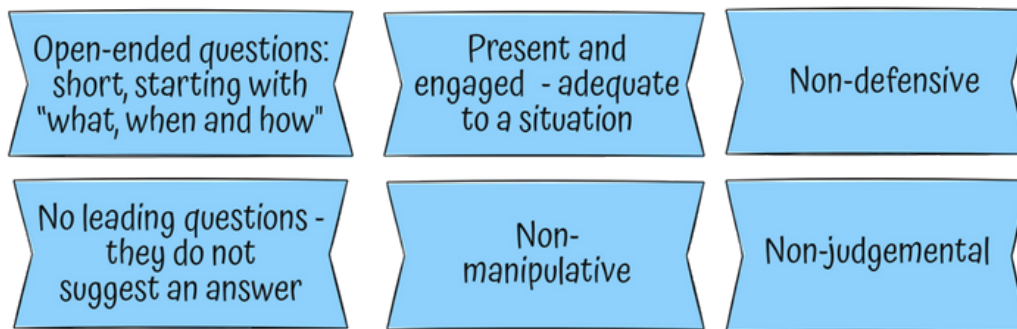 Open-ended questions:
short, starting with
“what, when and how"
Present and
engaged - adequate
to a situation
Non-defensive
No leading questions -
they do not
suggest an answer
Non-
manipulative
Non-judgemental